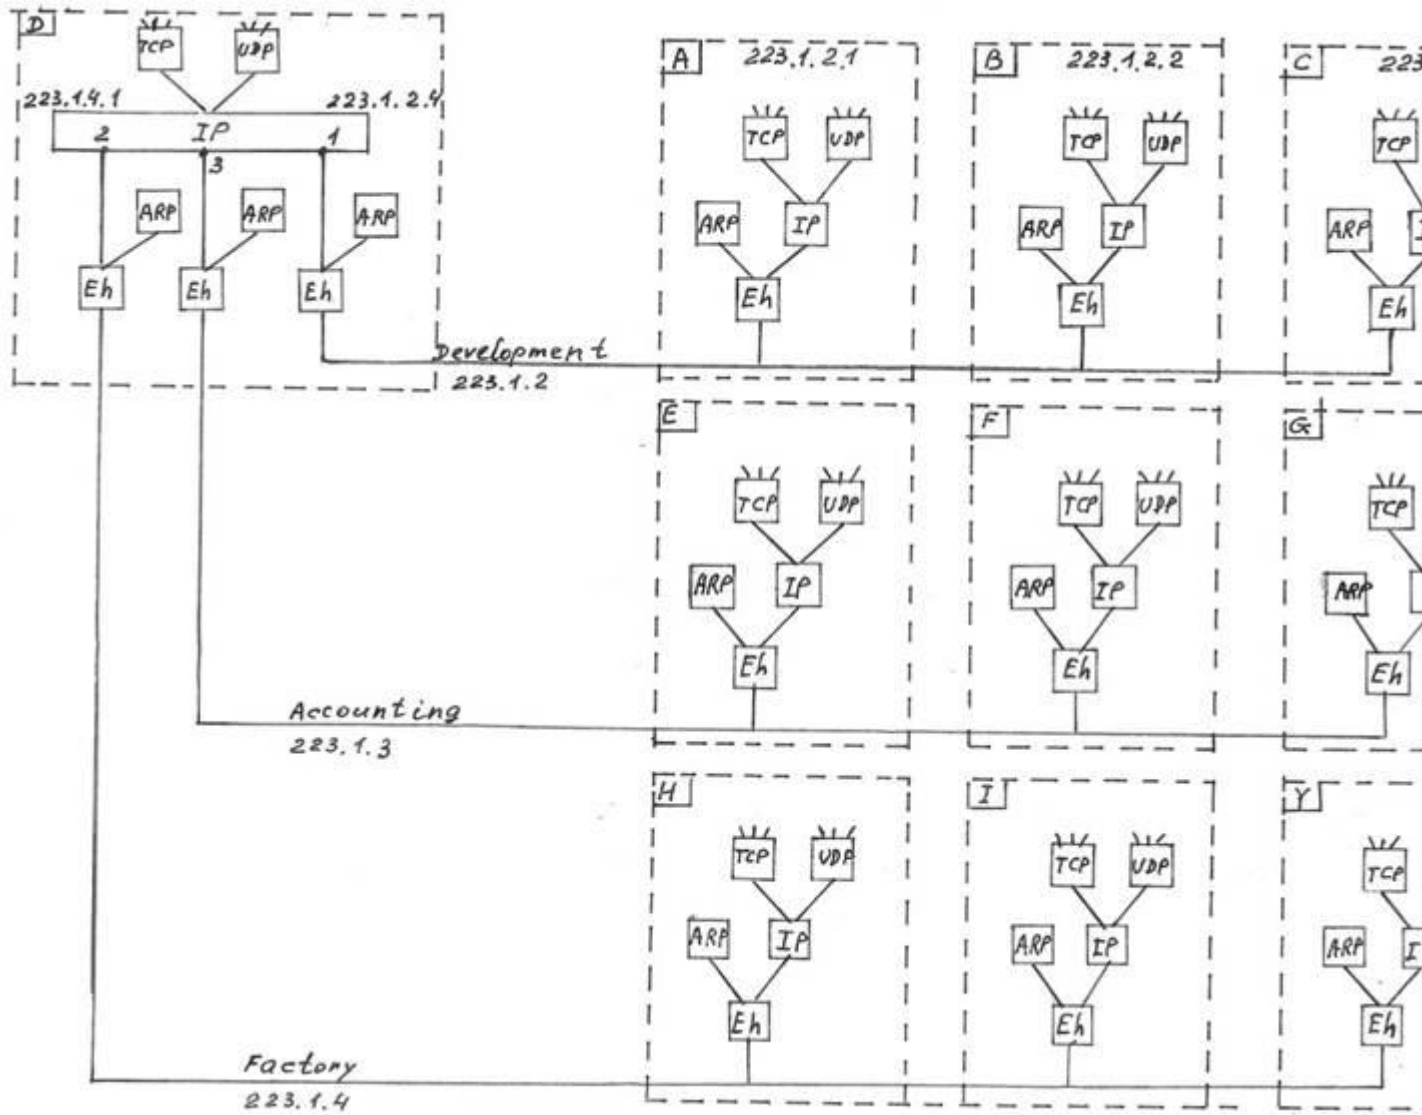 D
TCP UDP
223.1.4.1 223.1.2.4
2 IP 1
3
ARP ARP ARP
Eh Eh Eh
A 223.1.2.1
TCP UDP
ARP IP
Eh
B 223.1.2.2
TCP UDP
ARP IP
Eh
C 223
TCP
ARP I
Eh
Development
223.1.2
E
TCP UDP
ARP IP
Eh
F
TCP UDP
ARP IP
Eh
G
TCP
ARP
Eh
Accounting
223.1.3
H
TCP UDP
ARP IP
Eh
I
TCP UDP
ARP IP
Eh
Y
TCP
ARP I
Eh
Factory
223.1.4